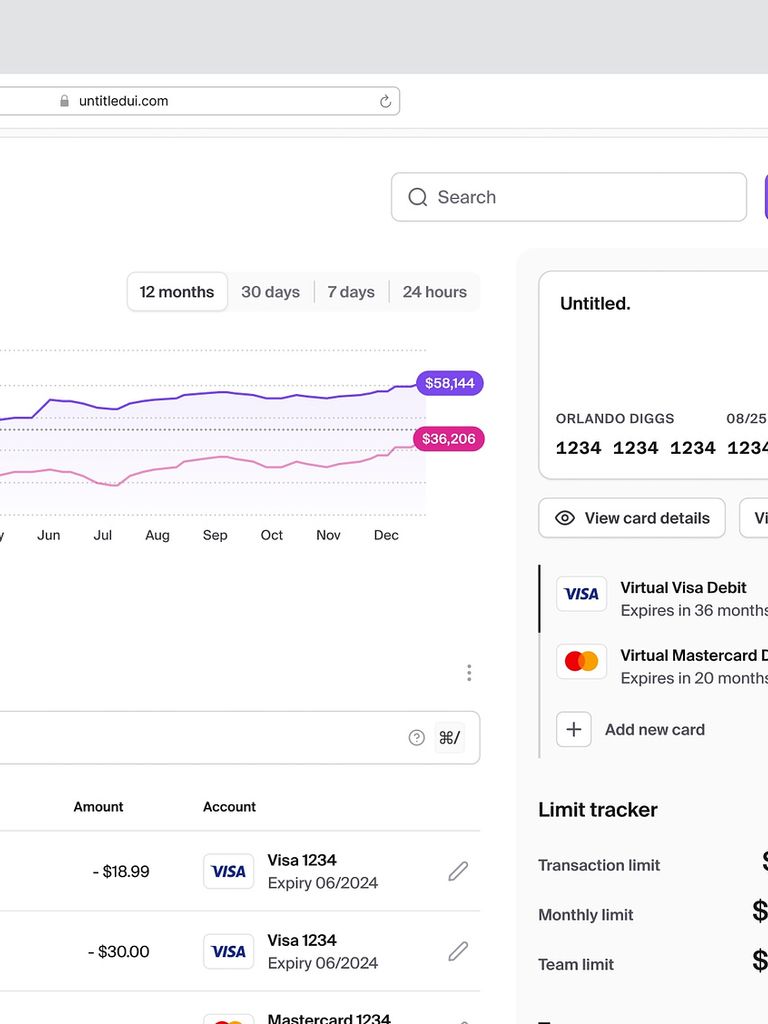 untitledui.com
Search
12 months 30 days 7 days 24 hours
$58,144
$36,206
Jun Jul Aug Sep Oct Nov Dec
Untitled.
ORLANDO DIGGS 08/25
1234 1234 1234 1234
View card details
VISA Virtual Visa Debit
Expires in 36 months
Virtual Mastercard
Expires in 20 months
Add new card
⌘/
Amount Account
- $18.99 VISA Visa 1234
Expiry 06/2024
- $30.00 VISA Visa 1234
Expiry 06/2024
Mastercard 1234
Limit tracker
Transaction limit $
Monthly limit $
Team limit $